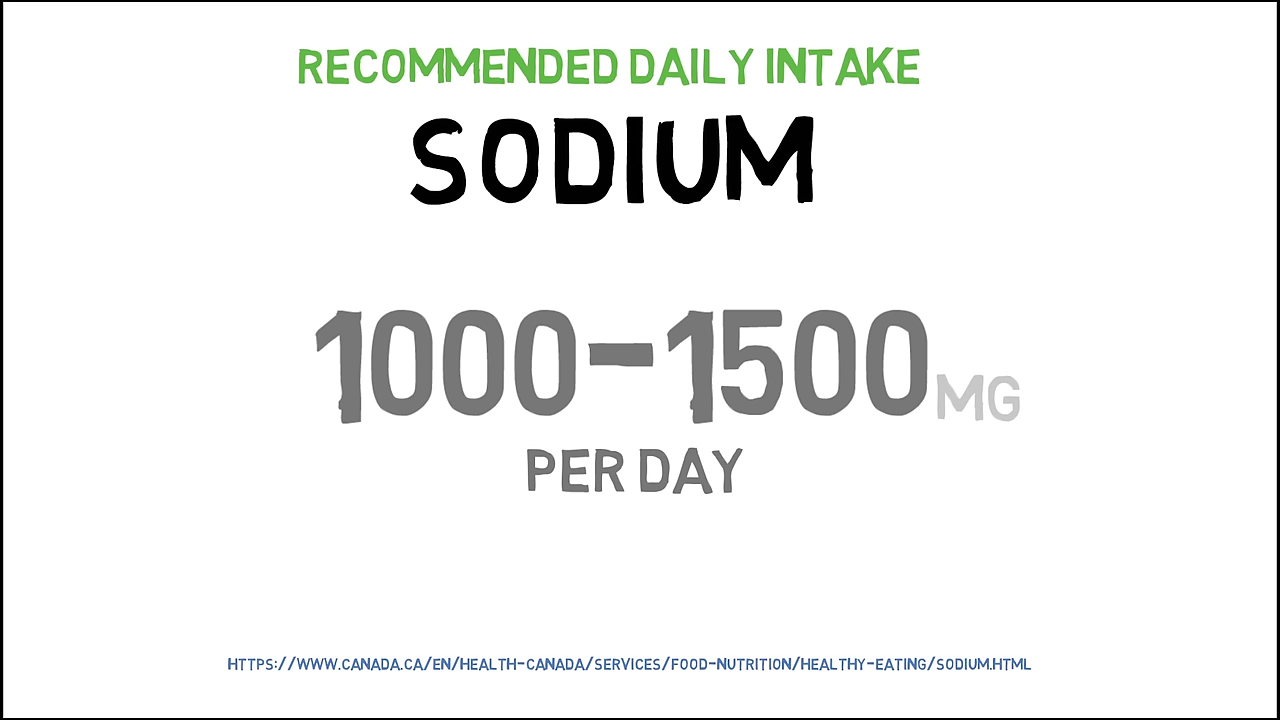 RECOMMENDED DAILY INTAKE
SODIUM
1000-1500MG
PER DAY
HTTPS://WWW.CANADA.CA/EN/HEALTH-CANADA/SERVICES/FOOD-NUTRITION/HEALTHY-EATING/SODIUM.HTML